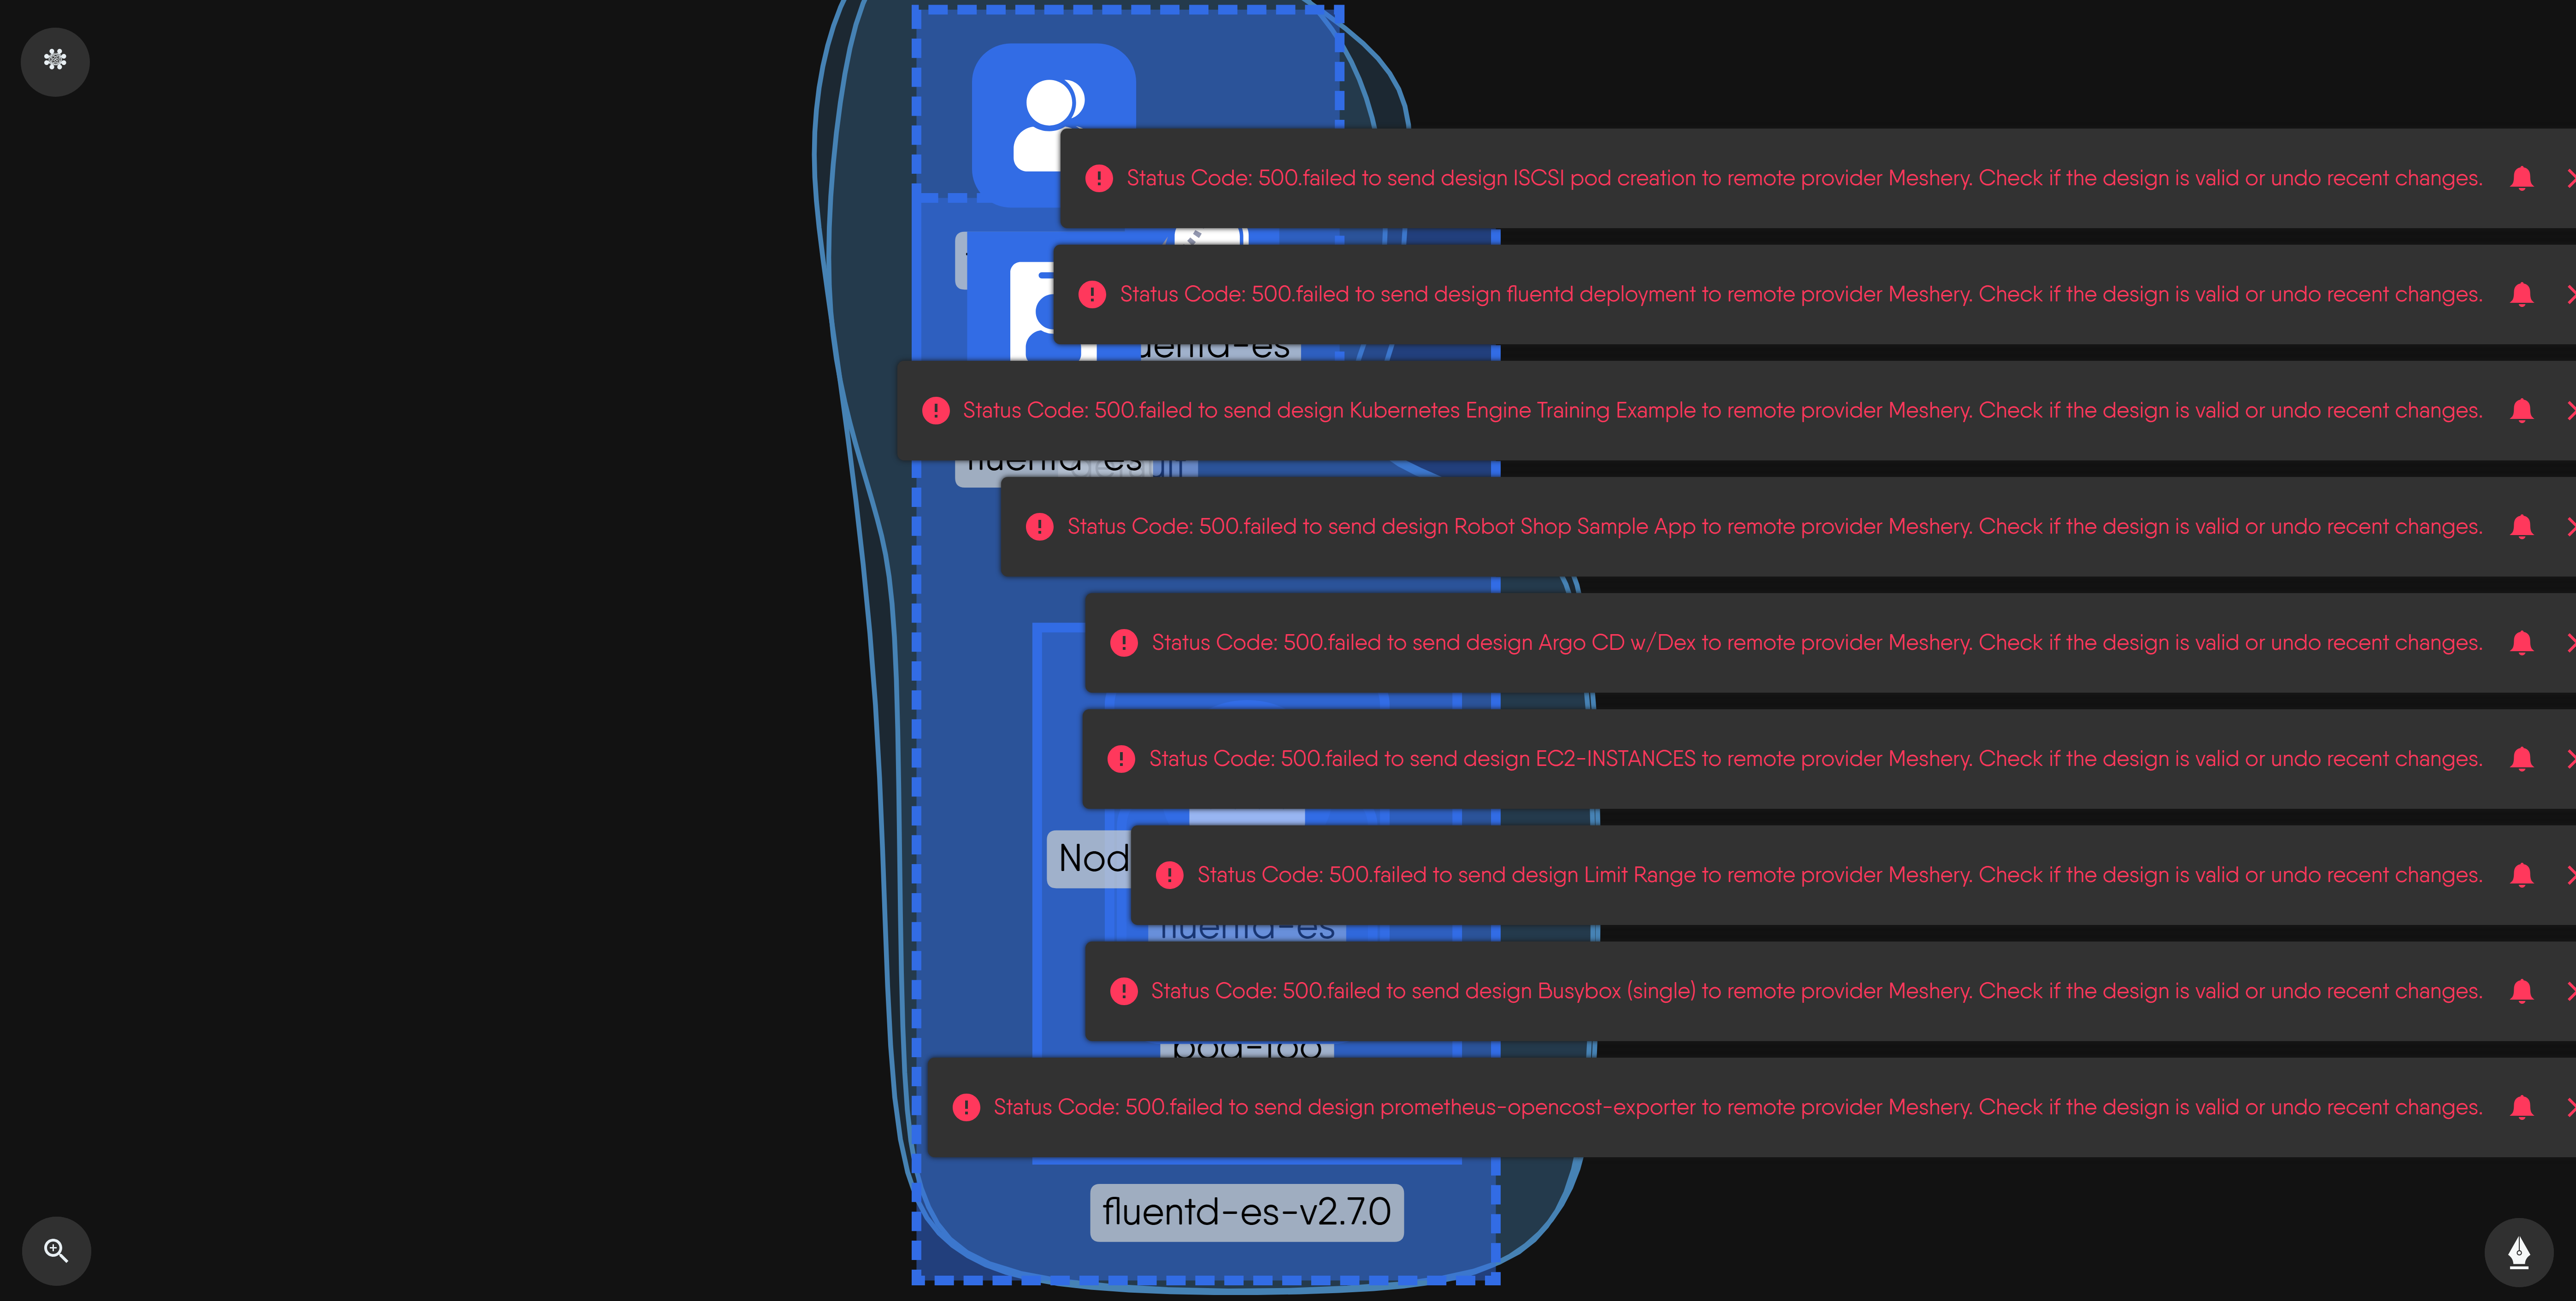 Status Code: 500.failed to send design ISCSI pod creation to remote provider Meshery. Check if the design is valid or undo recent changes.
Status Code: 500.failed to send design fluentd deployment to remote provider Meshery. Check if the design is valid or undo recent changes.
uentd-es
Status Code: 500.failed to send design Kubernetes Engine Training Example to remote provider Meshery. Check if the design is valid or undo recent changes.
fluentd-es
Status Code: 500.failed to send design Robot Shop Sample App to remote provider Meshery. Check if the design is valid or undo recent changes.
Status Code: 500.failed to send design Argo CD w/Dex to remote provider Meshery. Check if the design is valid or undo recent changes.
Status Code: 500.failed to send design EC2-INSTANCES to remote provider Meshery. Check if the design is valid or undo recent changes.
Nod
Status Code: 500.failed to send design Limit Range to remote provider Meshery. Check if the design is valid or undo recent changes.
fluentd-es
Status Code: 500.failed to send design Busybox (single) to remote provider Meshery. Check if the design is valid or undo recent changes.
pod-foo
Status Code: 500.failed to send design prometheus-opencost-exporter to remote provider Meshery. Check if the design is valid or undo recent changes.
fluentd-es-v2.7.0